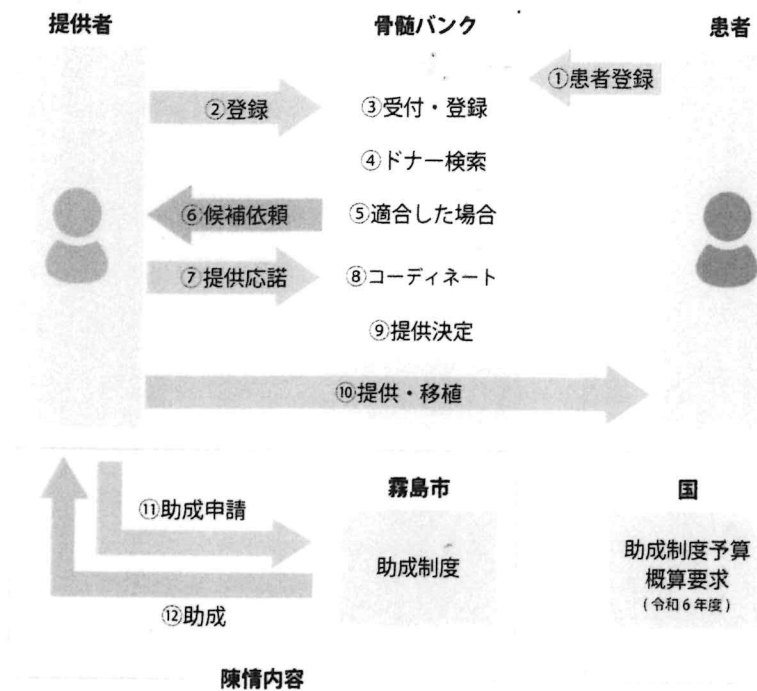 提供者
骨髄バンク
患者
①患者登録
②登録
③受付・登録
④ドナー検索
⑥候補依頼
⑤適合した場合
⑦提供応諾
⑧コーディネート
⑨提供決定
⑩提供・移植
霧島市
国
⑪助成申請
助成制度
助成制度予算
概算要求
(令和6年度)
⑫助成
陳情内容